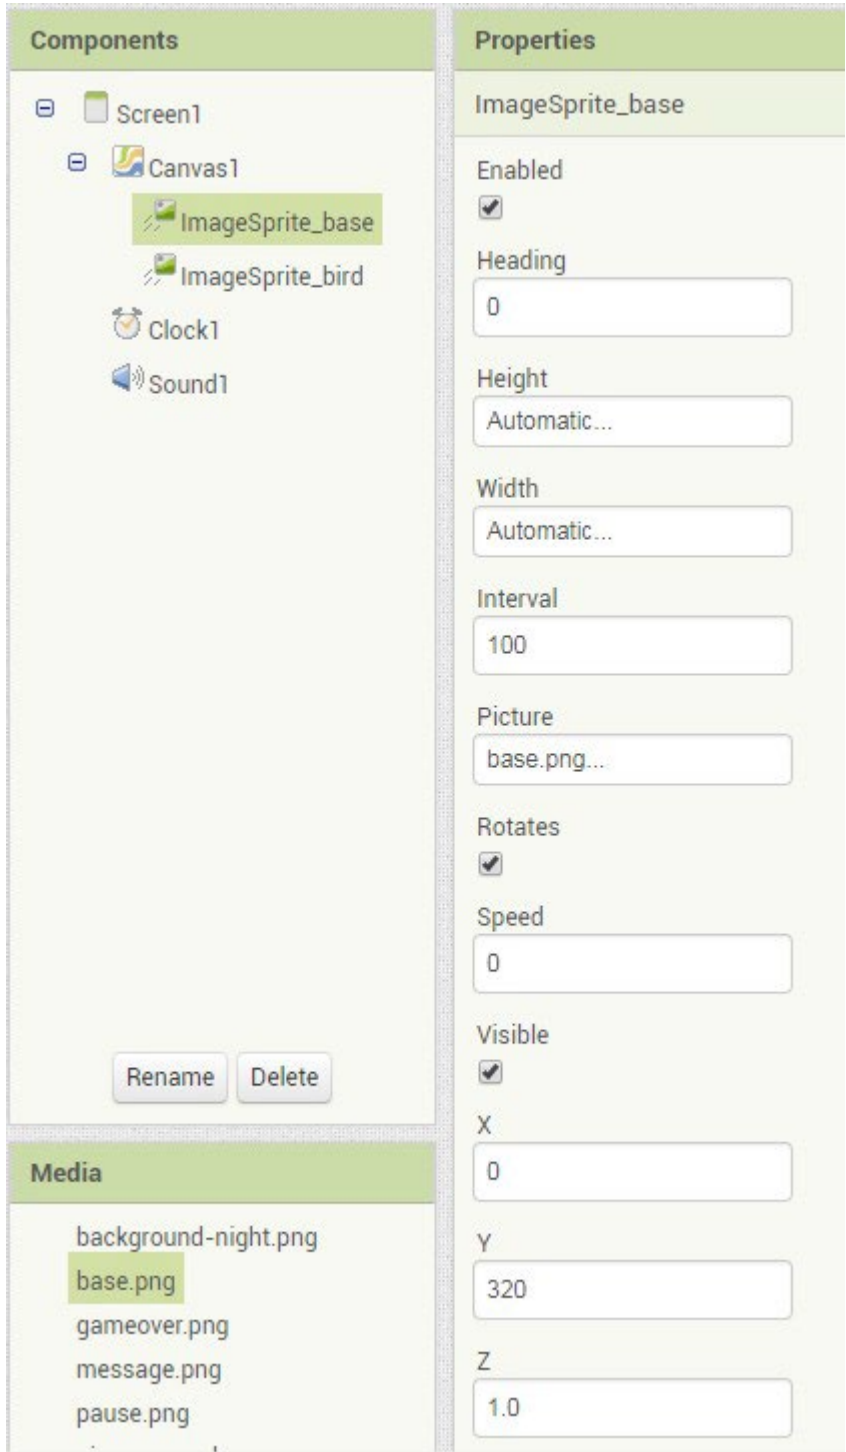 Components
Screen1
Canvas1
ImageSprite_base
ImageSprite_bird
Clock1
Sound1
Rename Delete
Media
background-night.png
base.png
gameover.png
message.png
pause.png
Properties
ImageSprite_base
Enabled
Heading
0
Height
Automatic...
Width
Automatic...
Interval
100
Picture
base.png...
Rotates
Speed
0
Visible
X
0
Y
320
Z
1.0